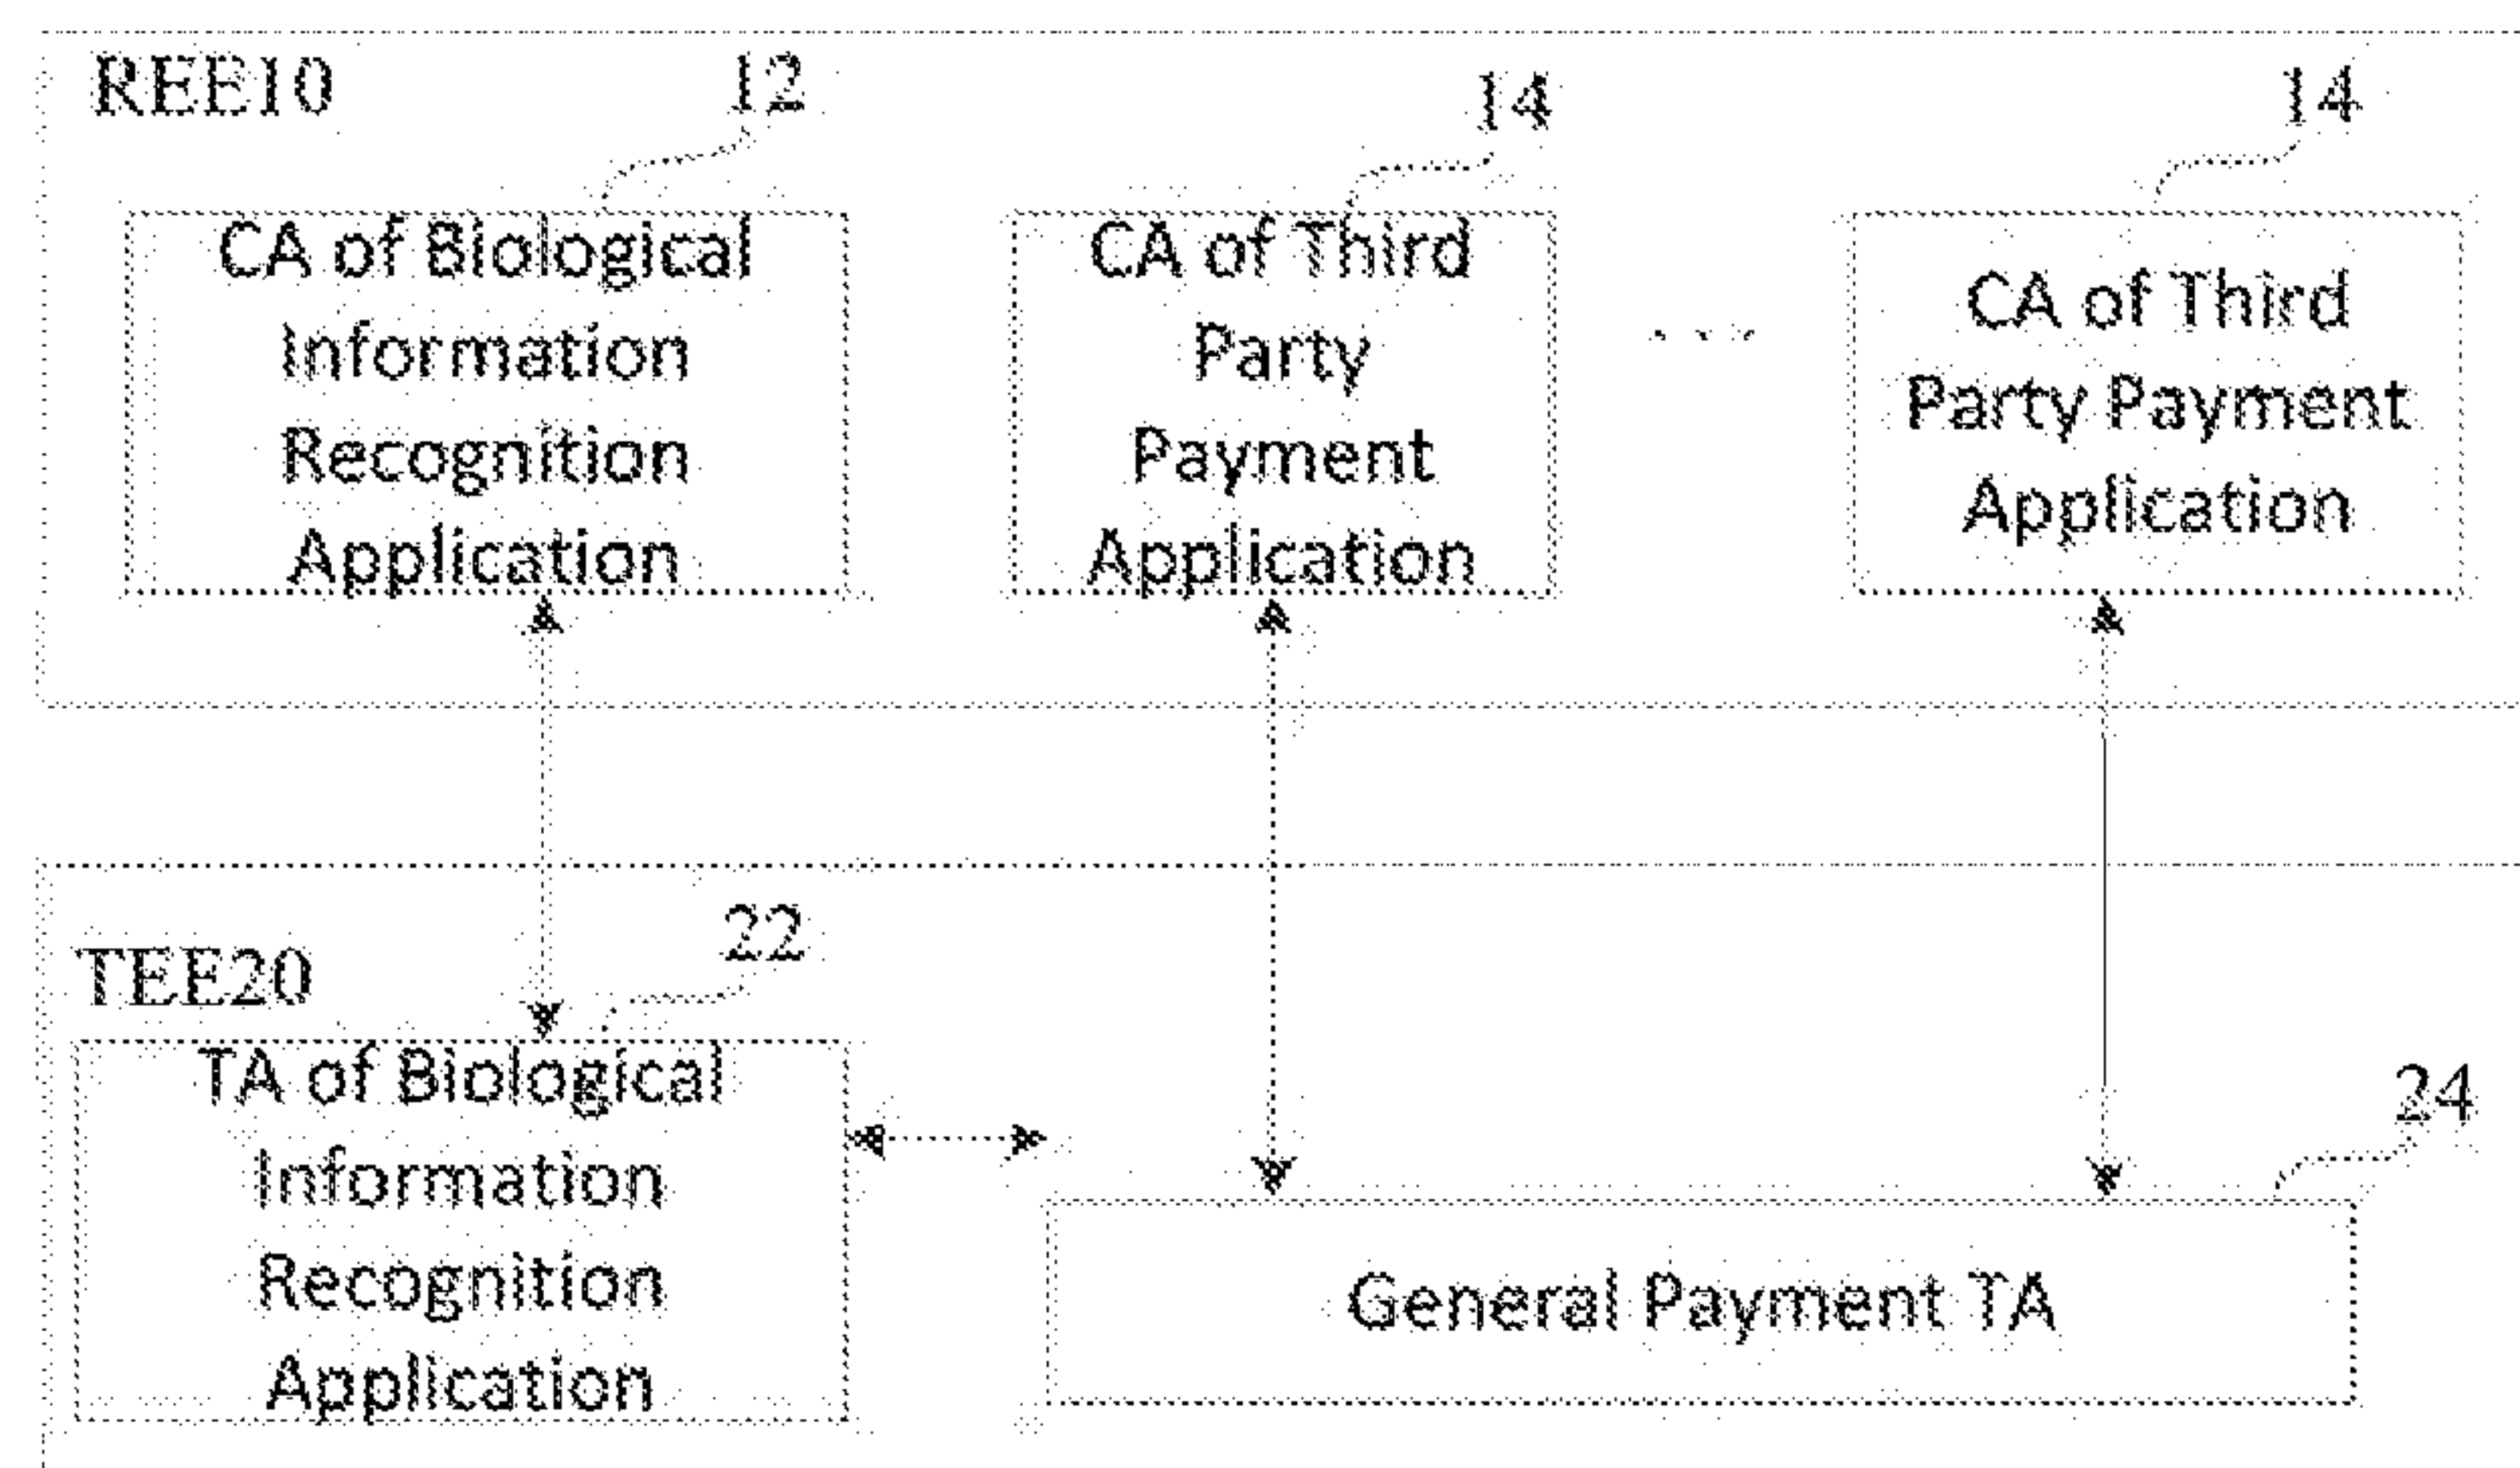 REE10
12
14
14
CA of Biological
Information
Recognition
Application
CA of Third
Party
Payment
Application
CA of Third
Party Payment
Application
TEE20
22
TA of Biological
Information
Recognition
Application
24
General Payment TA